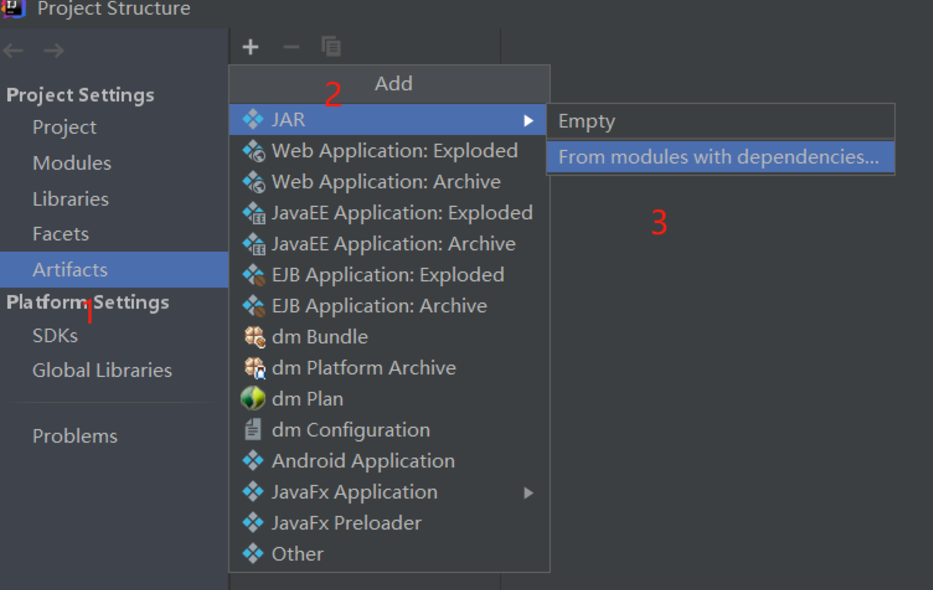 Project Structure
Project Settings
Project
Modules
Libraries
Facets
Artifacts
1
Platform Settings
SDKs
Global Libraries
Problems
Add
2
JAR
Web Application: Exploded
Web Application: Archive
JavaEE Application: Exploded
JavaEE Application: Archive
EJB Application: Exploded
EJB Application: Archive
dm Bundle
dm Platform Archive
dm Plan
dm Configuration
Android Application
JavaFx Application
JavaFx Preloader
Other
Empty
From modules with dependencies...
3